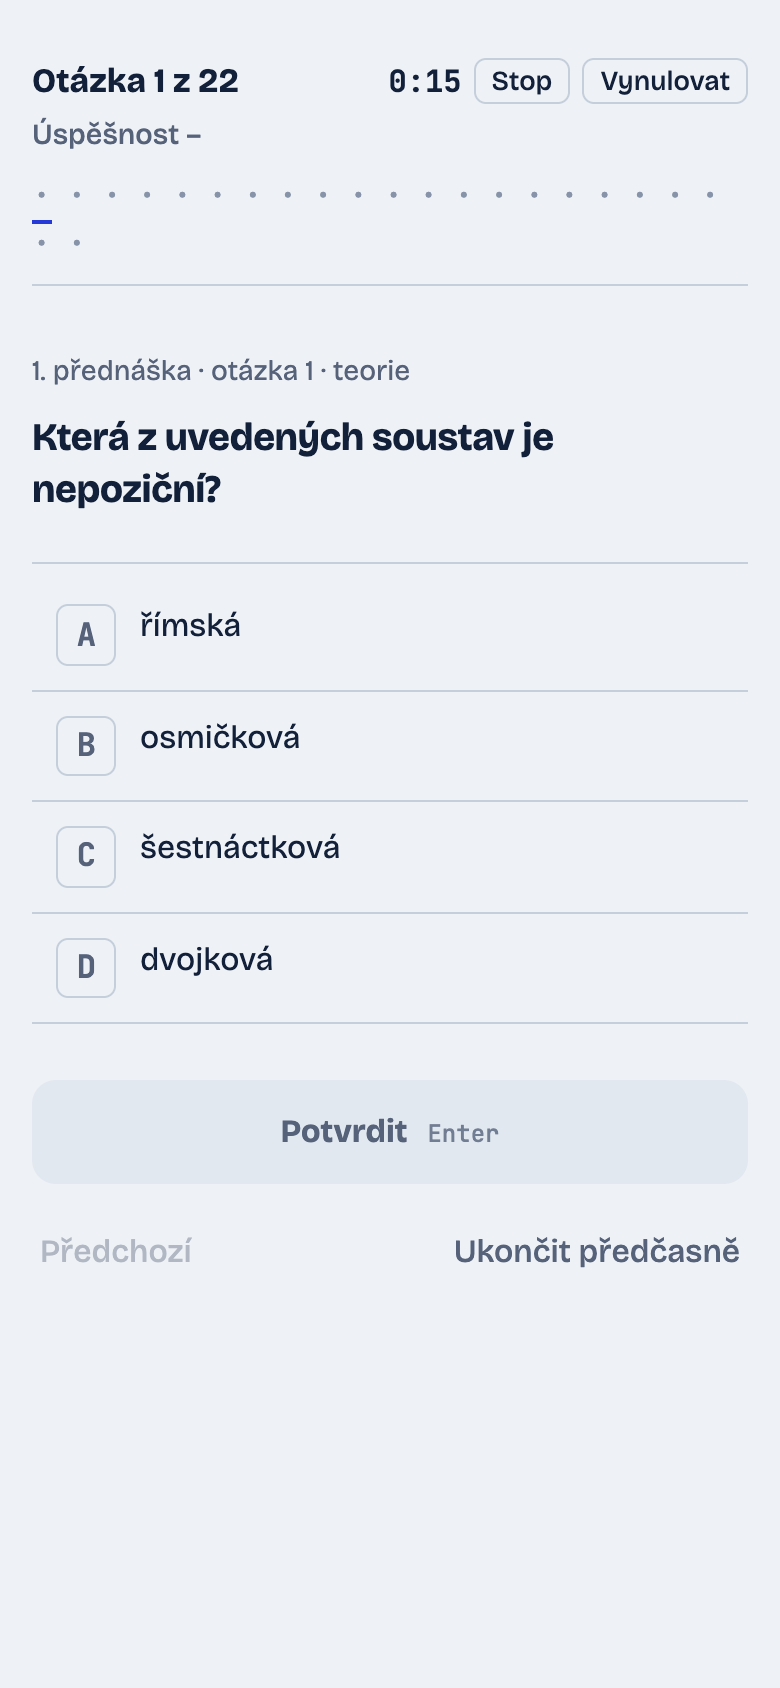 Otázka 1 z 22
0:15 Stop Vynulovat
Úspěšnost –
1. přednáška · otázka 1 · teorie
Která z uvedených soustav je
nepoziční?
A římská
B osmičková
C šestnáctková
D dvojková
Potvrdit Enter
Předchozí Ukončit předčasně